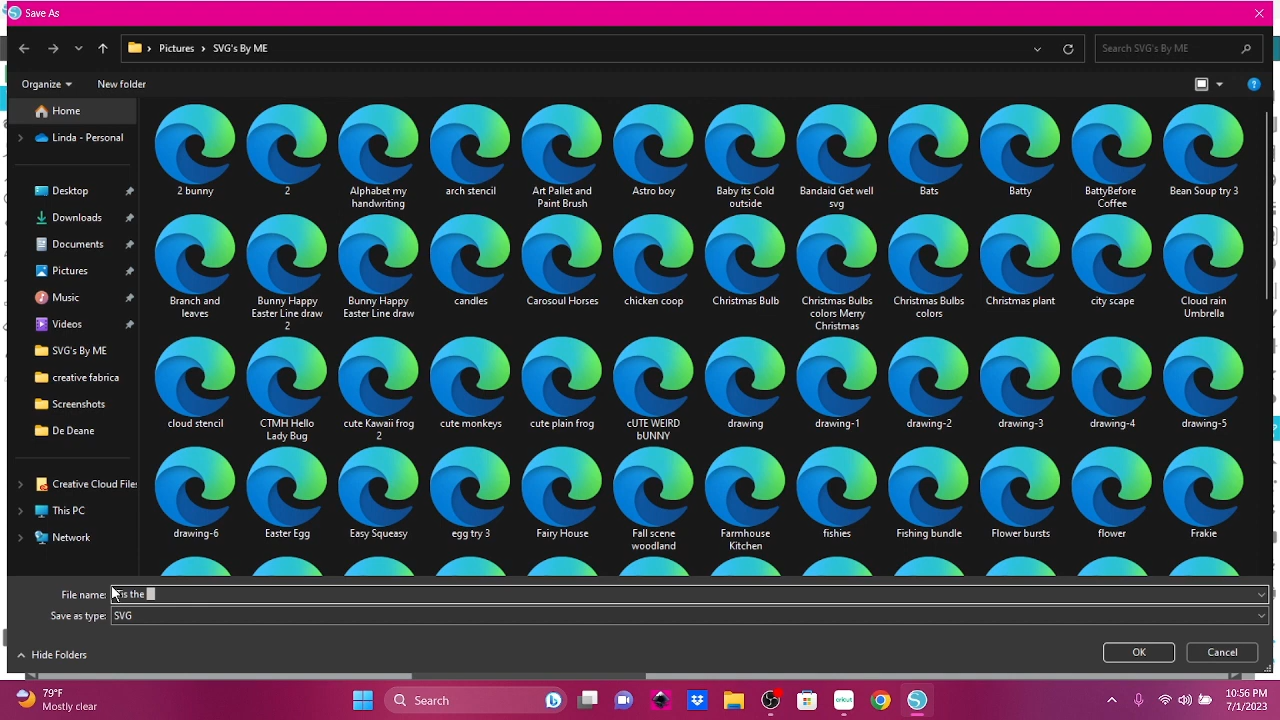 Save As
Pictures SVG's By ME
Search SVG's By ME
Organize New folder
Home
Linda - Personal
Desktop
Downloads
Documents
Pictures
Music
Videos
SVG's By ME
creative fabrica
Screenshots
De Deane
Creative Cloud Files
This PC
Network
2 bunny
2
Alphabet my
handwriting
arch stencil
Art Pallet and
Paint Brush
Astro boy
Baby its Cold
outside
Bandaid Get well
svg
Bats
Batty
BattyBefore
Coffee
Bean Soup try 3
Branch and
leaves
Bunny Happy
Easter Line draw
2
Bunny Happy
Easter Line draw
candles
Carosoul Horses
chicken coop
Christmas Bulb
Christmas Bulbs
colors Merry
Christmas
Christmas Bulbs
colors
Christmas plant
city scape
Cloud rain
Umbrella
cloud stencil
CTMH Hello
Lady Bug
cute Kawaii frog
2
cute monkeys
cute plain frog
cUTE WEIRD
bUNNY
drawing
drawing-1
drawing-2
drawing-3
drawing-4
drawing-5
drawing-6
Easter Egg
Easy Squeasy
egg try 3
Fairy House
Fall scene
woodland
Farmhouse
Kitchen
fishies
Fishing bundle
Flower bursts
flower
Frakie
File name: is the
Save as type: SVG
Hide Folders
OK Cancel
79°F
Mostly clear
Search
cricut
10:56 PM
7/1/2023